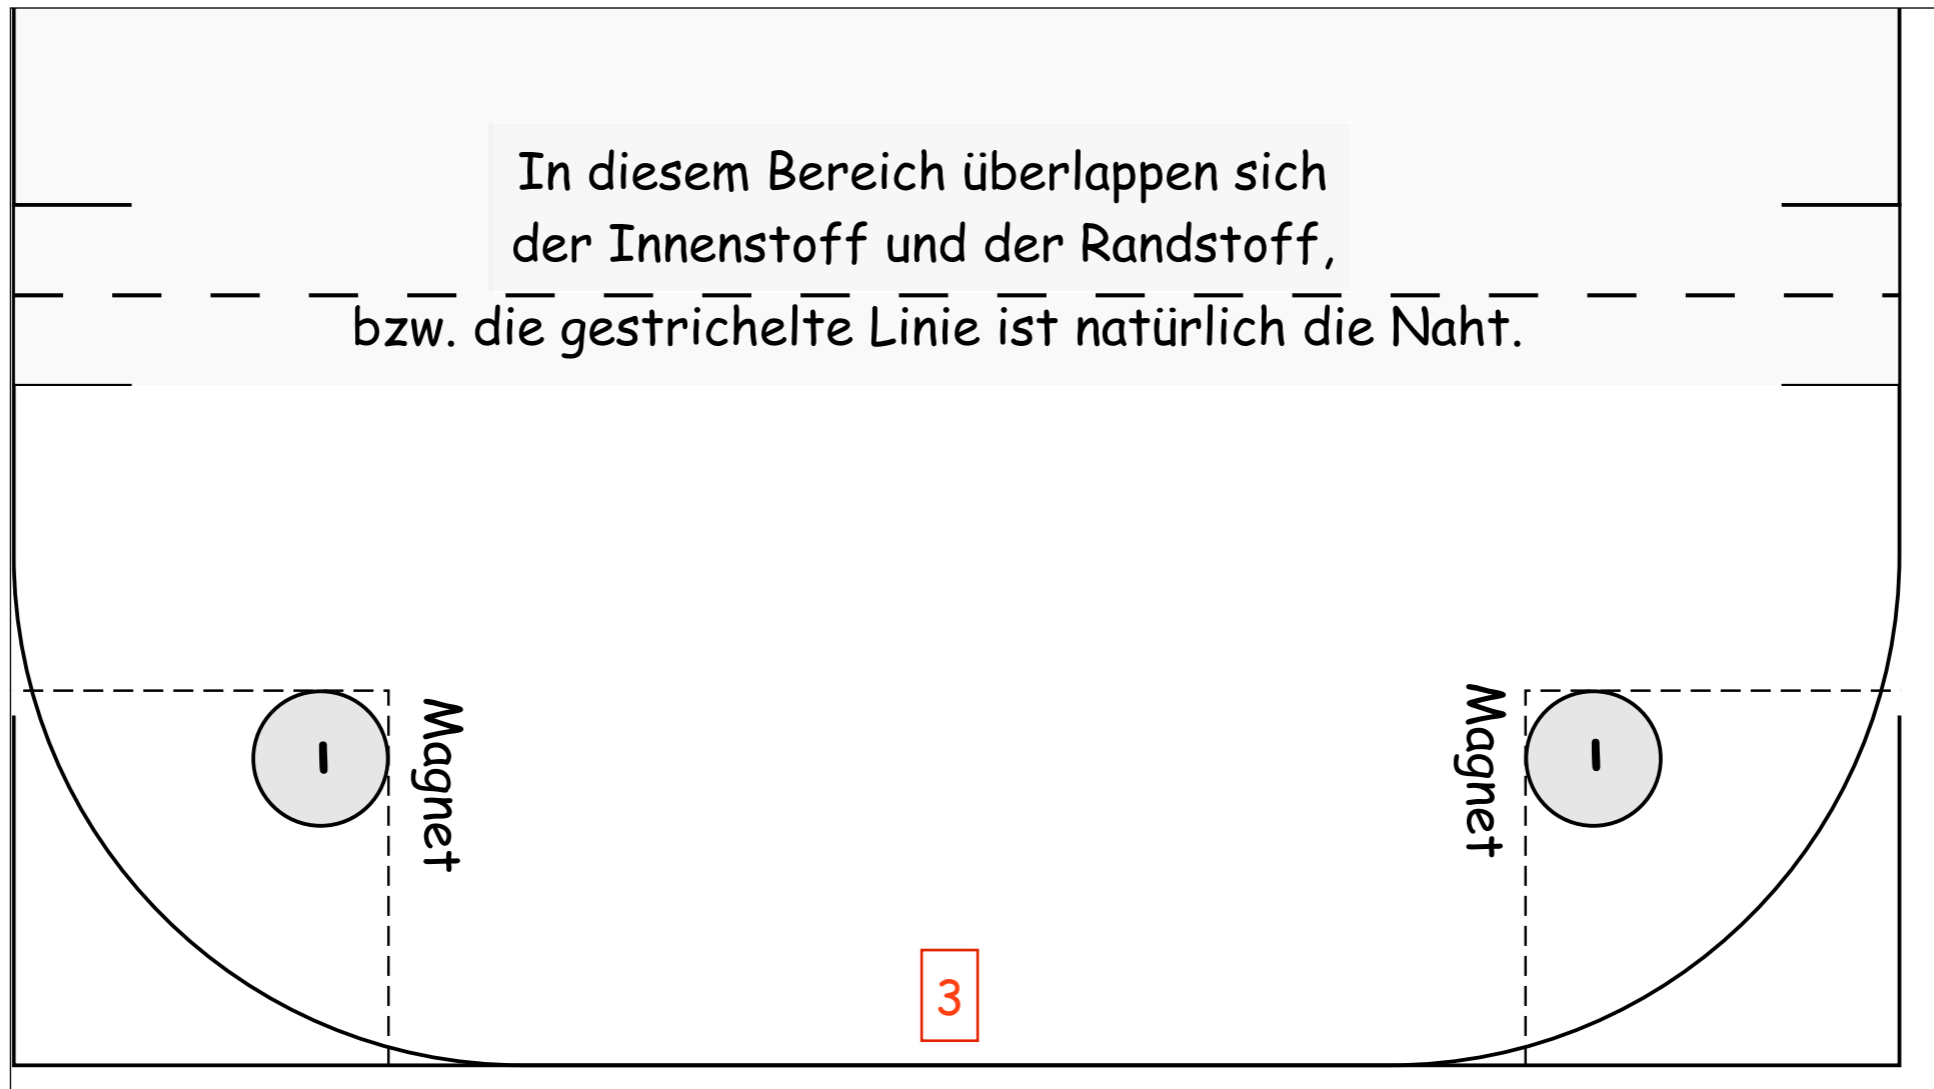 In diesem Bereich überlappen sich
der Innenstoff und der Randstoff,
bzw. die gestrichelte Linie ist natürlich die Naht.
Magnet
Magnet
3